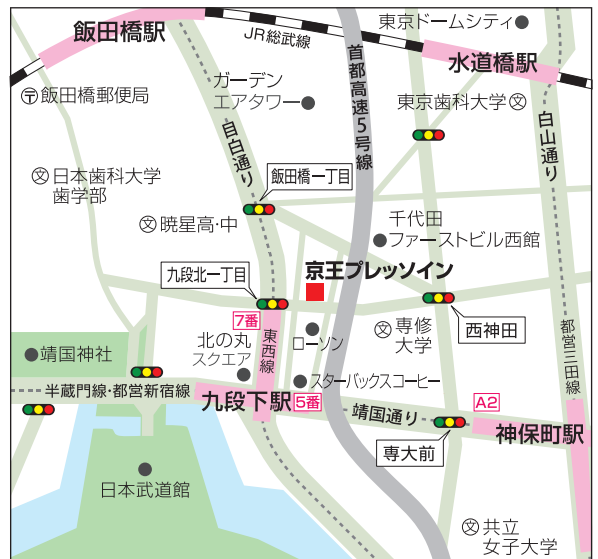 飯田橋駅
JR総武線
東京ドームシティ
水道橋駅
〒飯田橋郵便局
ガーデン
エアタワー
首都高速5号線
東京歯科大学 文
白山通り
目白通り
文 日本歯科大学
歯学部
飯田橋一丁目
文 暁星高・中
千代田
ファーストビル西館
九段北一丁目
京王プレッソイン
7番
東西線
ローソン
文 専修
大学
西神田
都営三田線
靖国神社
北の丸
スクエア
スターバックスコーヒー
半蔵門線・都営新宿線
九段下駅
5番
靖国通り
A2
神保町駅
専大前
日本武道館
文 共立
女子大学